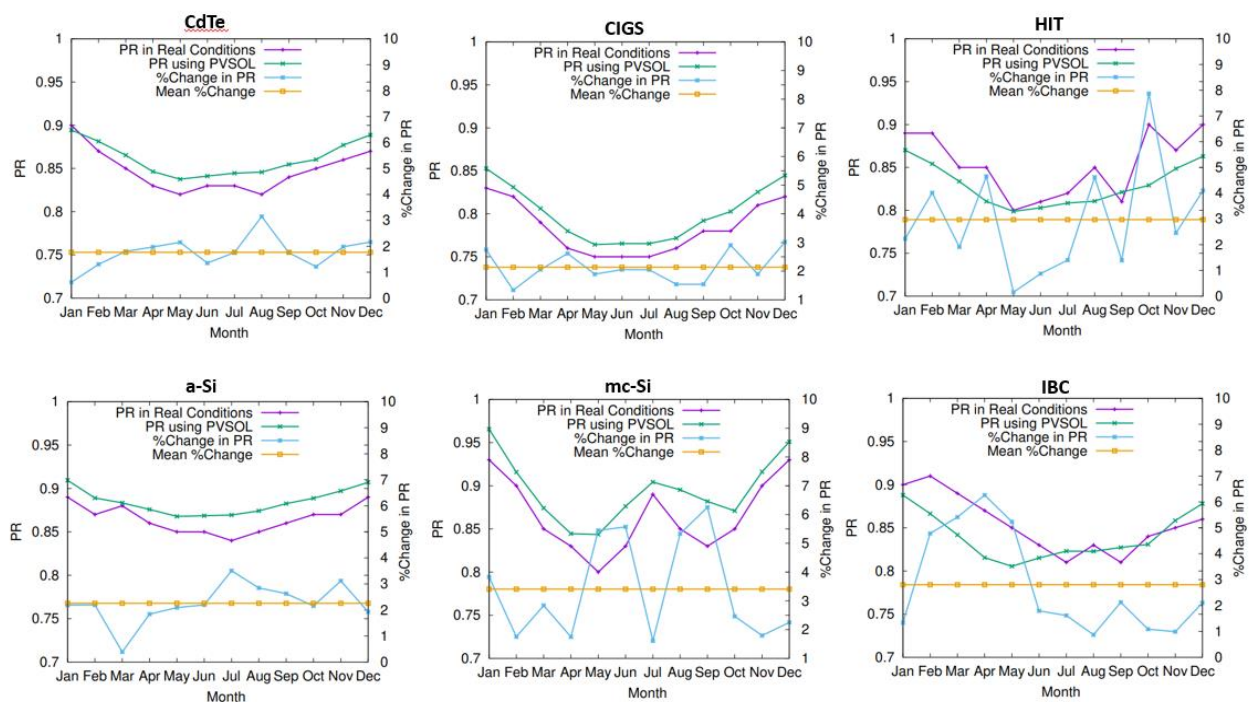 CdTe
PR in Real Conditions
PR using PVSOL
%Change in PR
Mean %Change
1
0.95
0.9
0.85
0.8
0.75
0.7
PR
10
9
8
7
6
5
4
3
2
1
0
%Change in PR
Jan Feb Mar Apr May Jun Jul Aug Sep Oct Nov Dec
Month
CIGS
PR in Real Conditions
PR using PVSOL
%Change in PR
Mean %Change
1
0.95
0.9
0.85
0.8
0.75
0.7
PR
10
9
8
7
6
5
4
3
2
1
%Change in PR
Jan Feb Mar Apr May Jun Jul Aug Sep Oct Nov Dec
Month
HIT
PR in Real Conditions
PR using PVSOL
%Change in PR
Mean %Change
1
0.95
0.9
0.85
0.8
0.75
0.7
PR
10
9
8
7
6
5
4
3
2
1
0
%Change in PR
Jan Feb Mar Apr May Jun Jul Aug Sep Oct Nov Dec
Month
a-Si
PR in Real Conditions
PR using PVSOL
%Change in PR
Mean %Change
1
0.95
0.9
0.85
0.8
0.75
0.7
PR
10
9
8
7
6
5
4
3
2
1
0
%Change in PR
Jan Feb Mar Apr May Jun Jul Aug Sep Oct Nov Dec
Month
mc-Si
PR in Real Conditions
PR using PVSOL
%Change in PR
Mean %Change
1
0.95
0.9
0.85
0.8
0.75
0.7
PR
10
9
8
7
6
5
4
3
2
1
%Change in PR
Jan Feb Mar Apr May Jun Jul Aug Sep Oct Nov Dec
Month
IBC
PR in Real Conditions
PR using PVSOL
%Change in PR
Mean %Change
1
0.95
0.9
0.85
0.8
0.75
0.7
PR
10
9
8
7
6
5
4
3
2
1
0
%Change in PR
Jan Feb Mar Apr May Jun Jul Aug Sep Oct Nov Dec
Month